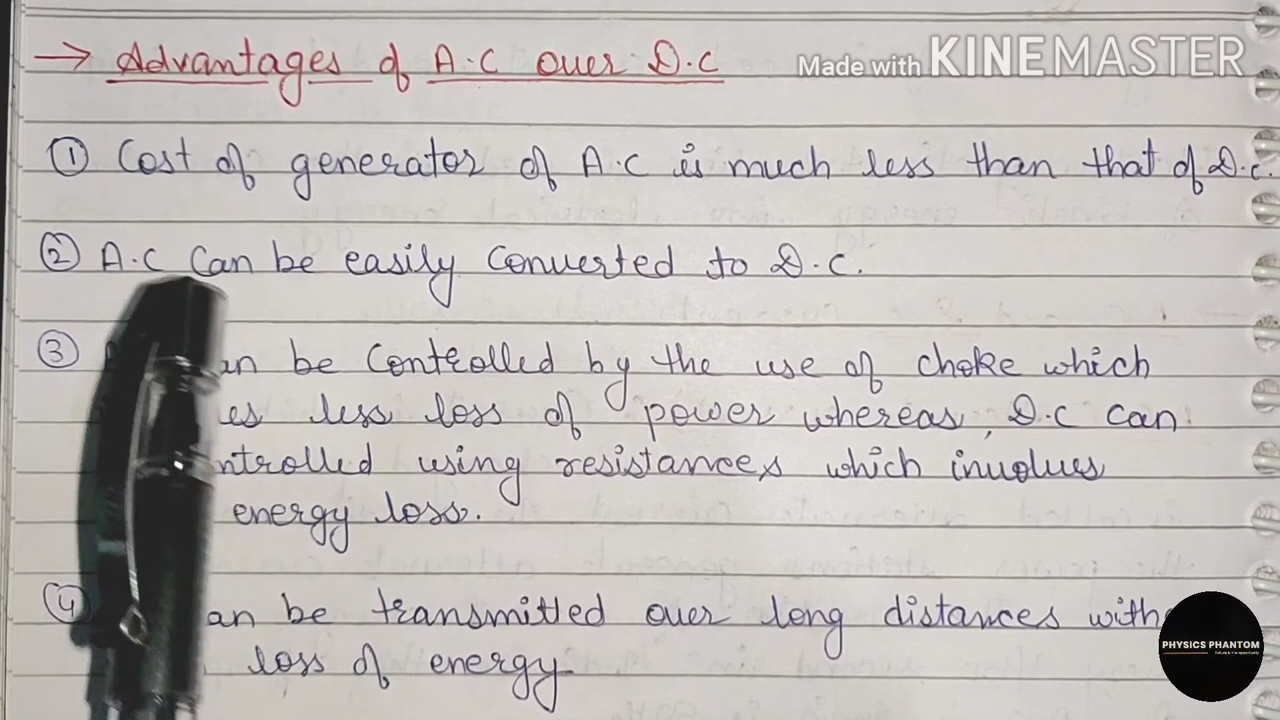 → Advantages of A.C over D.C
Made with KINEMASTER
① Cost of generator of A.C is much less than that of D.C.
② A.C Can be easily Converted to D.C.
③ an be Controlled by the use of choke which
es less loss of power whereas, D.C can
ntrolled using resistances which involves
energy loss.
④ an be transmitted over long distances with
loss of energy.
PHYSICS PHANTOM